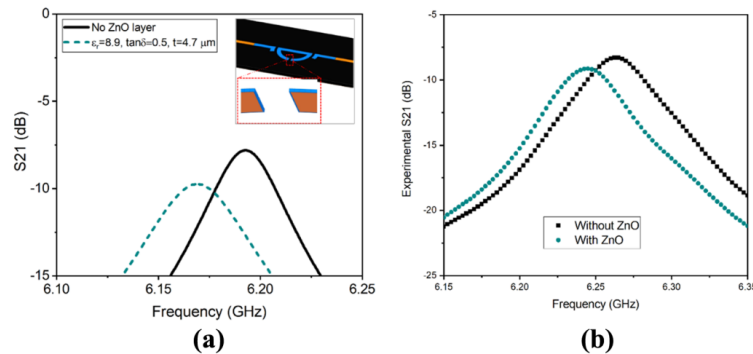 0
-5
-10
-15
S21 (dB)
No ZnO layer
εr=8.9, tanδ=0.5, t=4.7 μm
6.10
6.15
6.20
6.25
Frequency (GHz)
(a)
-5
-10
-15
-20
-25
Experimental S21 (dB)
Without ZnO
With ZnO
6.15
6.20
6.25
6.30
6.35
Frequency (GHz)
(b)